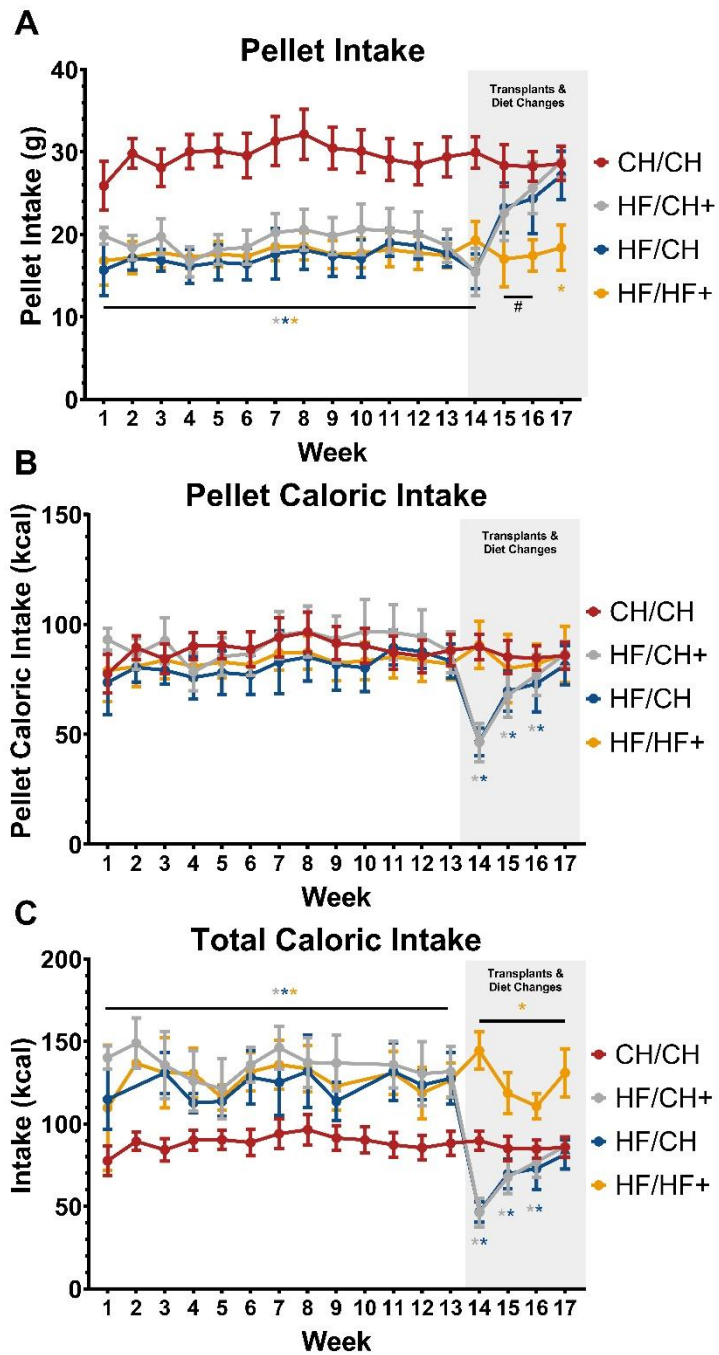 A
Pellet Intake
Pellet Intake (g)
40
30
20
10
0
Transplants &
Diet Changes
***
#
*
1 2 3 4 5 6 7 8 9 10 11 12 13 14 15 16 17
Week
CH/CH
HF/CH+
HF/CH
HF/HF+
B
Pellet Caloric Intake
Pellet Caloric Intake (kcal)
150
100
50
0
Transplants &
Diet Changes
**
**
**
1 2 3 4 5 6 7 8 9 10 11 12 13 14 15 16 17
Week
CH/CH
HF/CH+
HF/CH
HF/HF+
C
Total Caloric Intake
Intake (kcal)
200
150
100
50
0
Transplants &
Diet Changes
***
*
**
**
**
1 2 3 4 5 6 7 8 9 10 11 12 13 14 15 16 17
Week
CH/CH
HF/CH+
HF/CH
HF/HF+